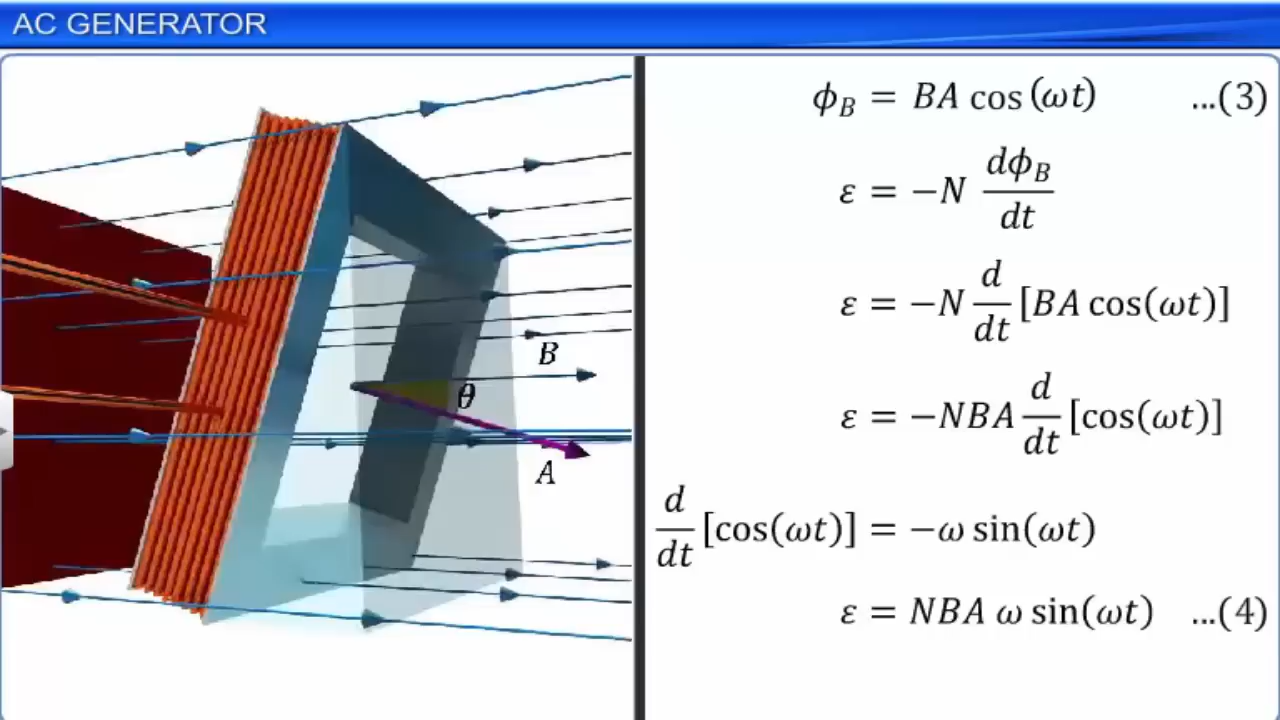 AC GENERATOR
B
θ
A
ϕ_B = BA cos (ωt) ...(3)
ε = −N dϕ_B/dt
ε = −N d/dt [BA cos(ωt)]
ε = −NBA d/dt [cos(ωt)]
d/dt [cos(ωt)] = −ω sin(ωt)
ε = NBA ω sin(ωt) ...(4)